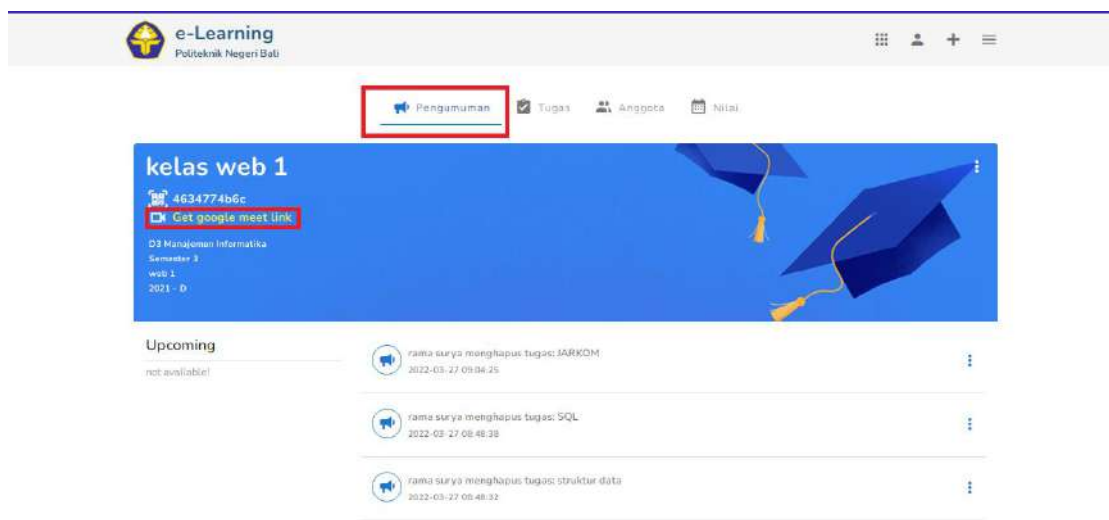 e-Learning
Politeknik Negeri Bali
Pengumuman
Tugas
Anggota
Nilai
kelas web 1
4634774b6c
Get google meet link
D3 Manajemen Informatika
Semester 3
web 1
2021 - D
Upcoming
not available!
rama surya menghapus tugas: JARKOM
2022-03-27 09:04:25
rama surya menghapus tugas: SQL
2022-03-27 08:48:38
rama surya menghapus tugas: struktur data
2022-03-27 08:48:32